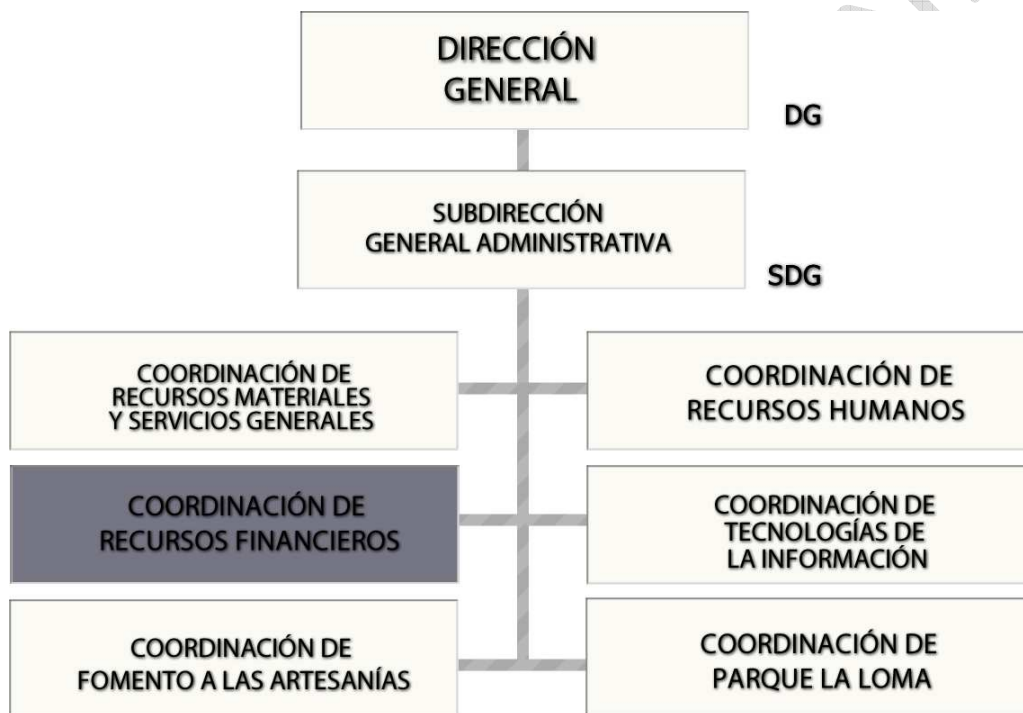 DIRECCIÓN
GENERAL
DG
SUBDIRECCIÓN
GENERAL ADMINISTRATIVA
SDG
COORDINACIÓN DE
RECURSOS MATERIALES
Y SERVICIOS GENERALES
COORDINACIÓN DE
RECURSOS HUMANOS
COORDINACIÓN DE
RECURSOS FINANCIEROS
COORDINACIÓN DE
TECNOLOGÍAS DE
LA INFORMACIÓN
COORDINACIÓN DE
FOMENTO A LAS ARTESANÍAS
COORDINACIÓN DE
PARQUE LA LOMA